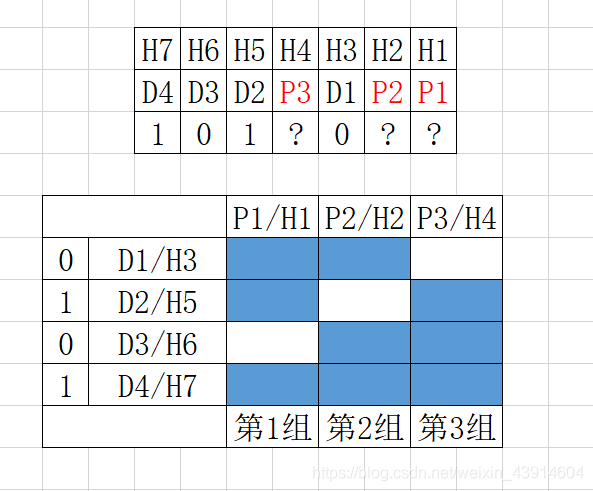 H7 H6 H5 H4 H3 H2 H1
D4 D3 D2 P3 D1 P2 P1
1 0 1 ? 0 ? ?
P1/H1 P2/H2 P3/H4
0 D1/H3
1 D2/H5
0 D3/H6
1 D4/H7
第1组 第2组 第3组
https://blog.csdn.net/weixin_43914604